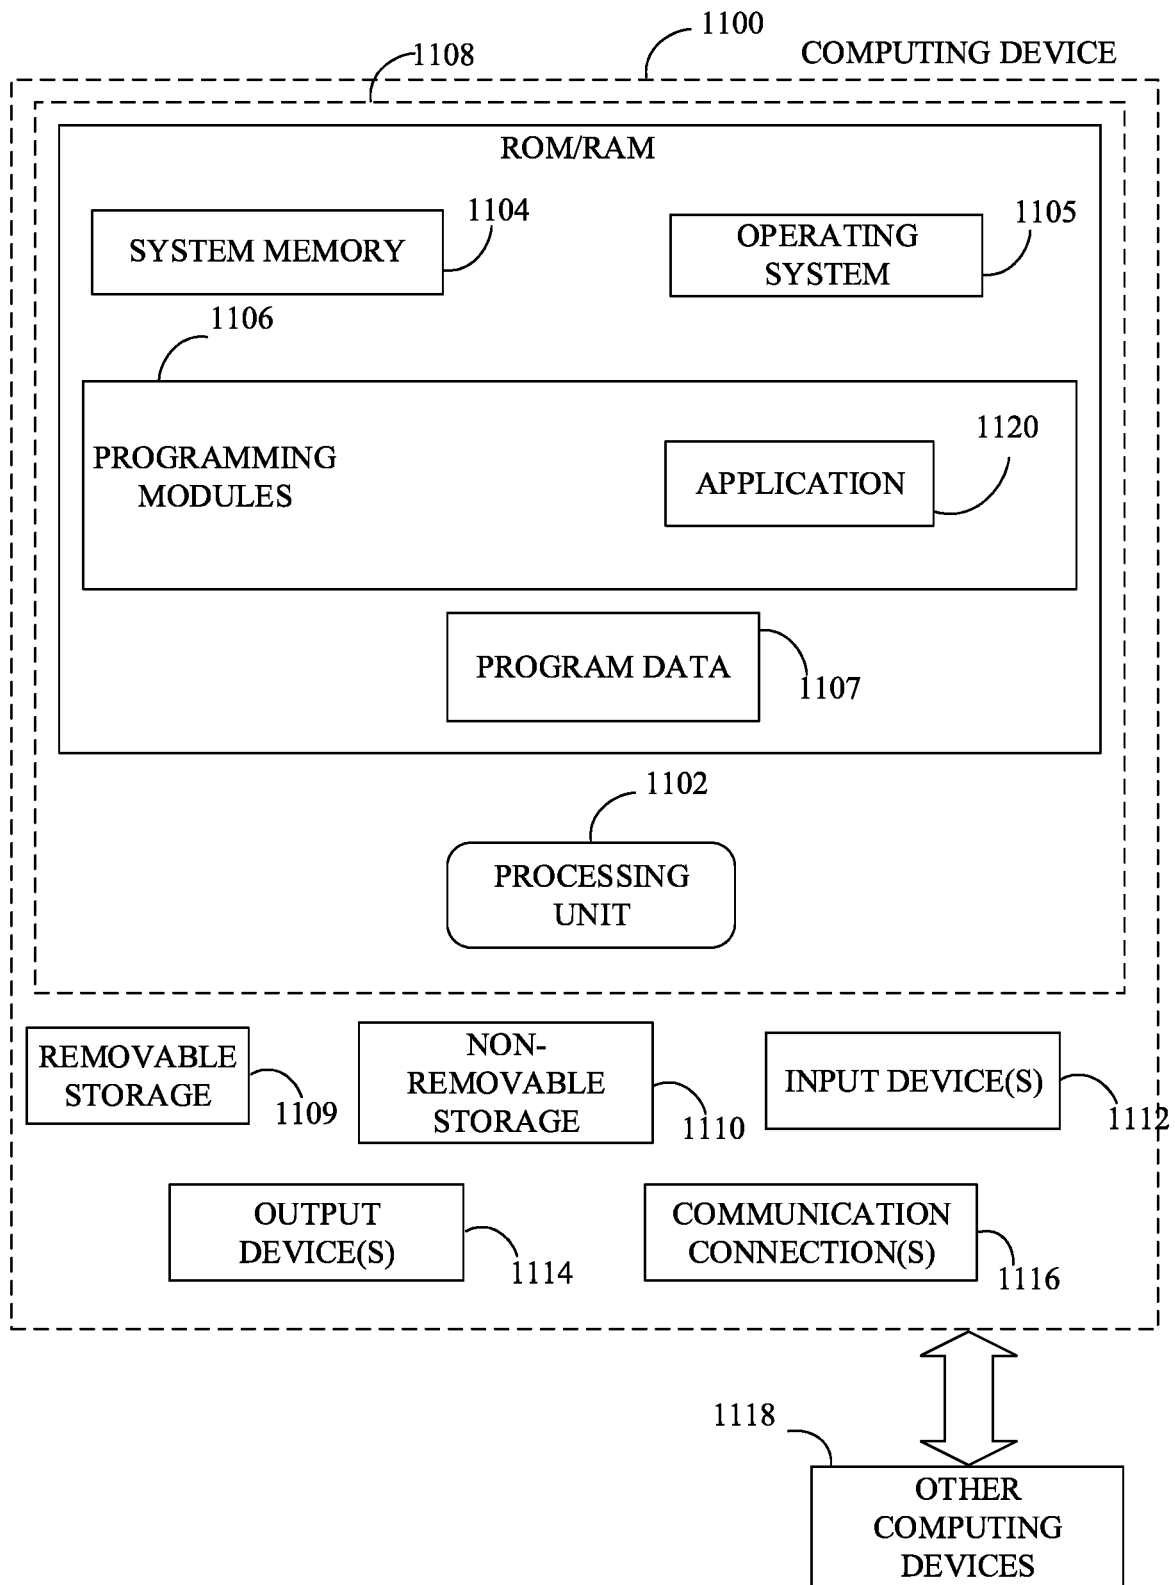 1100
COMPUTING DEVICE
1108
ROM/RAM
1104
SYSTEM MEMORY
1105
OPERATING
SYSTEM
1106
PROGRAMMING
MODULES
1120
APPLICATION
PROGRAM DATA
1107
1102
PROCESSING
UNIT
REMOVABLE
STORAGE
1109
NON-
REMOVABLE
STORAGE
1110
INPUT DEVICE(S)
1112
OUTPUT
DEVICE(S)
1114
COMMUNICATION
CONNECTION(S)
1116
1118
OTHER
COMPUTING
DEVICES